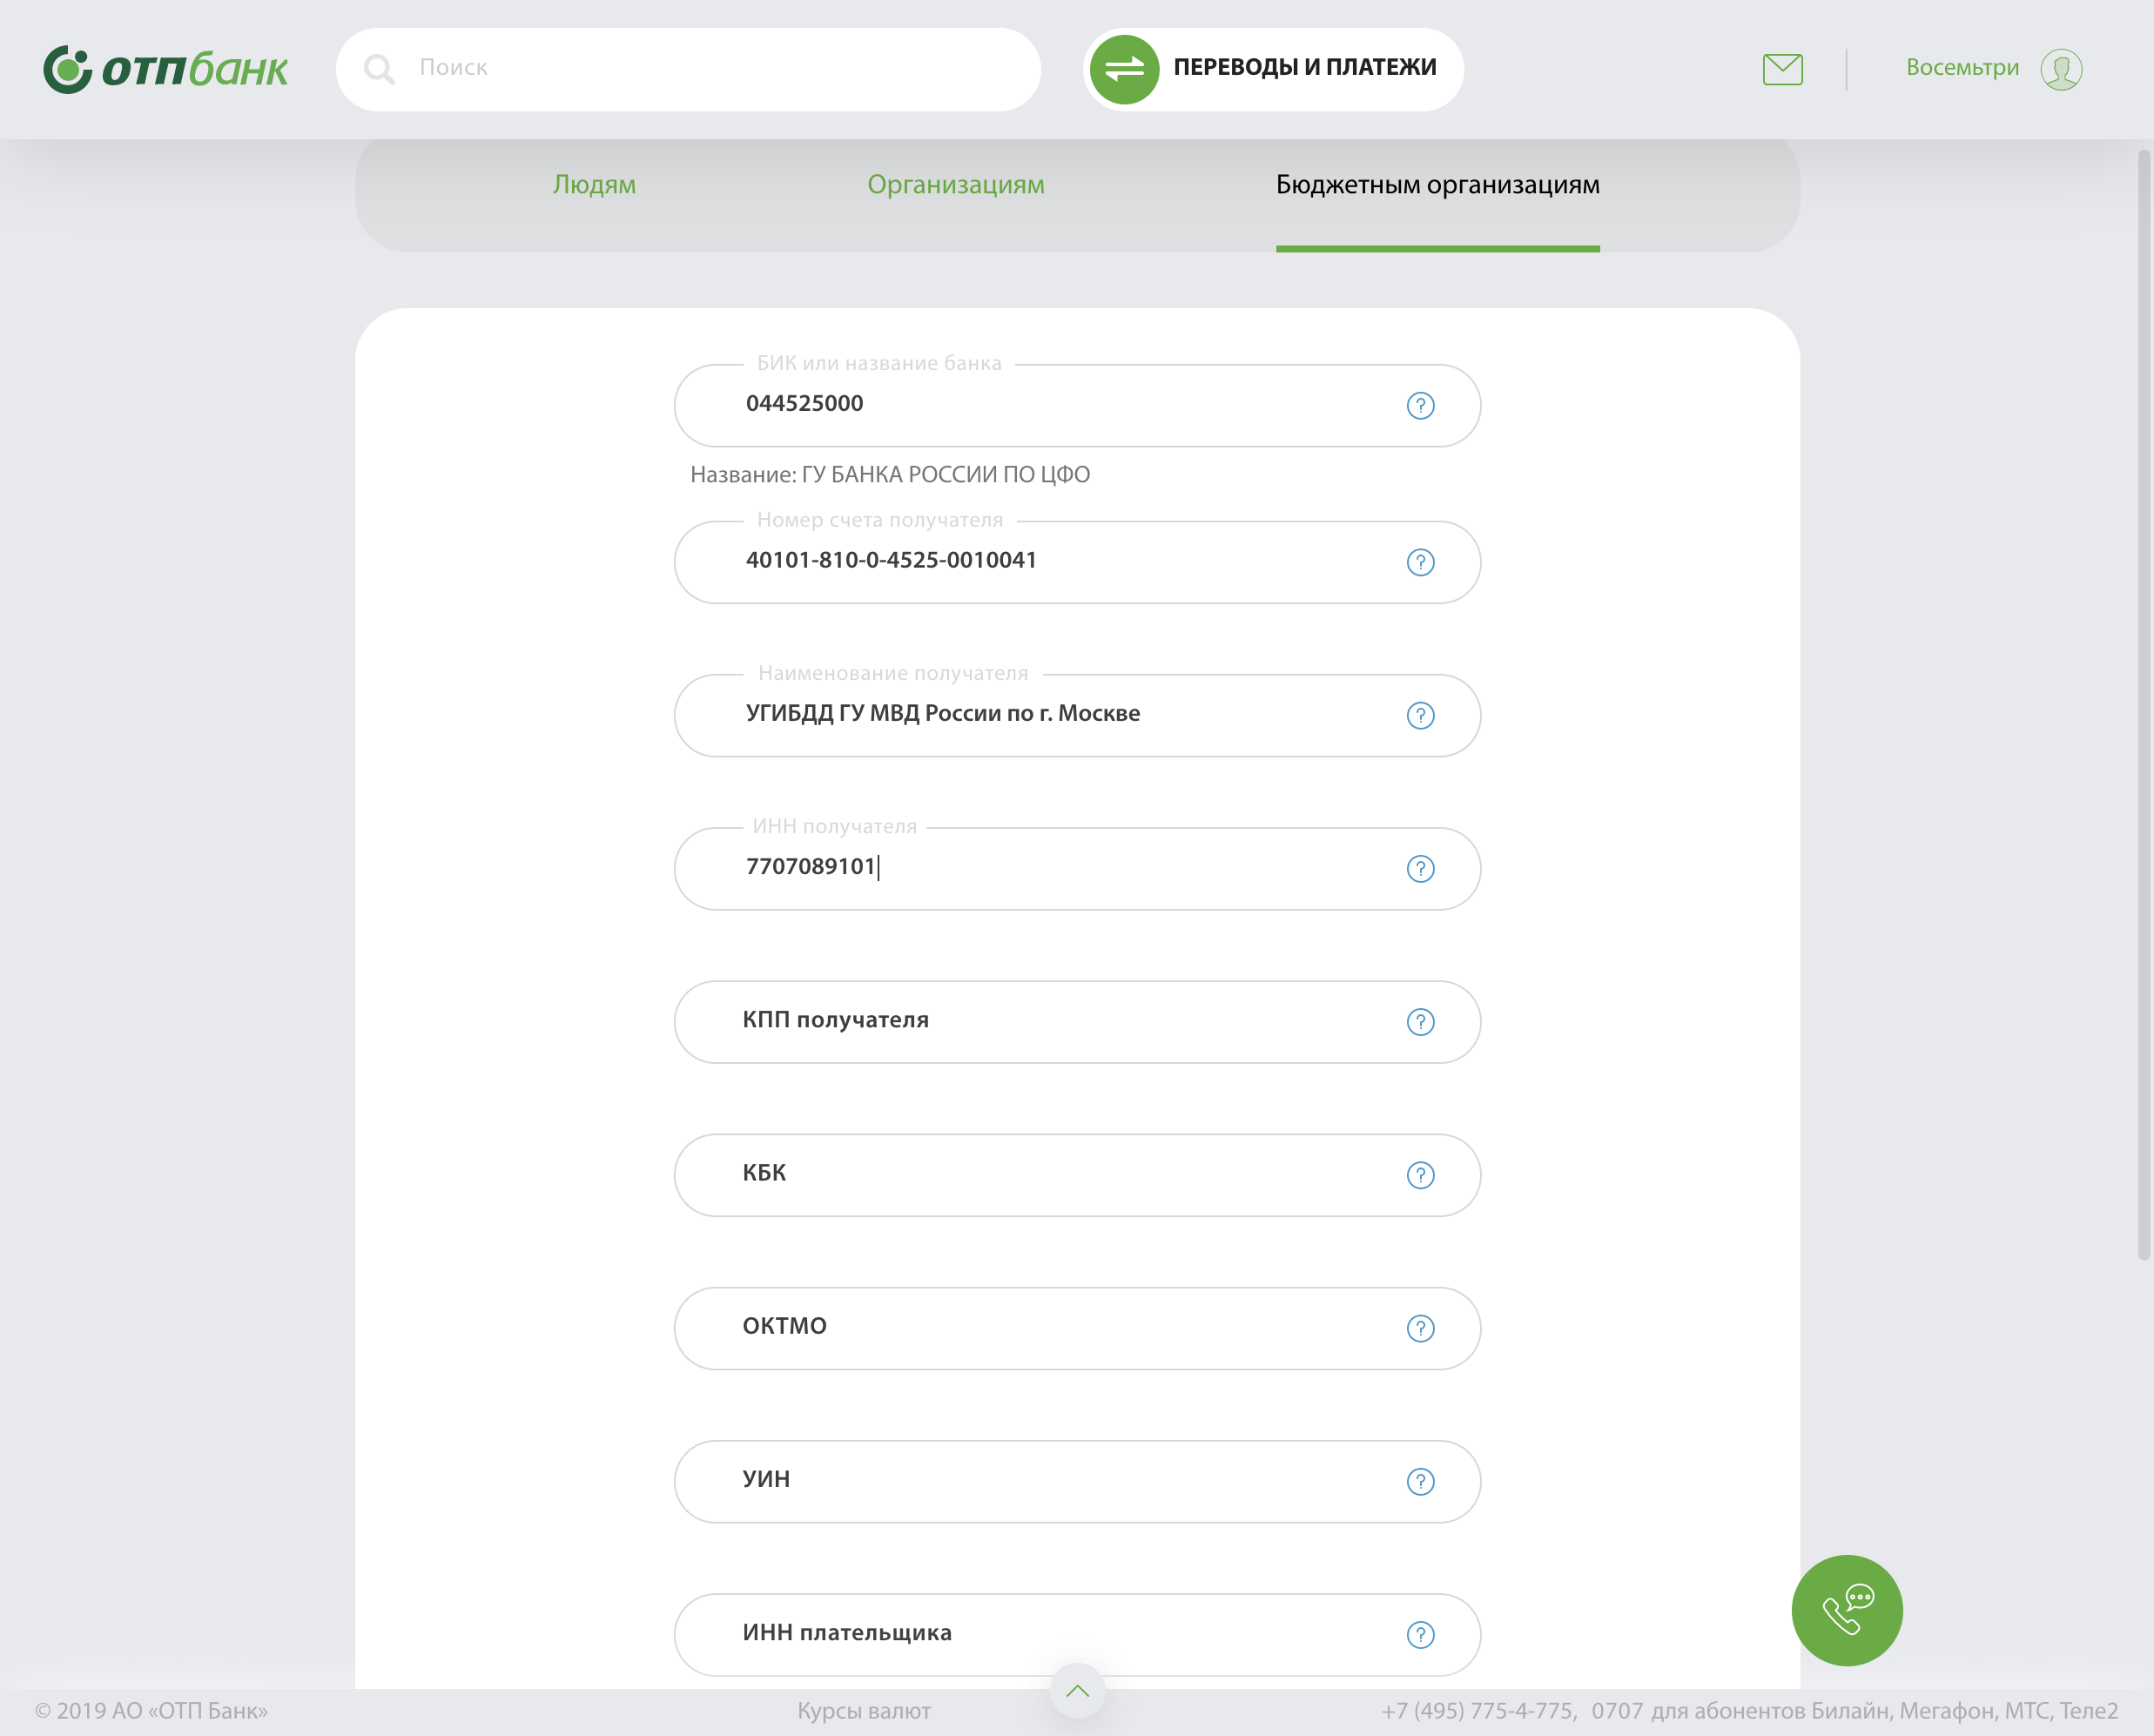 отпбанк
Поиск
ПЕРЕВОДЫ И ПЛАТЕЖИ
Восемьтри
Людям
Организациям
Бюджетным организациям
БИК или название банка
044525000
Название: ГУ БАНКА РОССИИ ПО ЦФО
Номер счета получателя
40101-810-0-4525-0010041
Наименование получателя
УГИБДД ГУ МВД России по г. Москве
ИНН получателя
7707089101
КПП получателя
КБК
ОКТМО
УИН
ИНН плательщика
© 2019 АО «ОТП Банк»
Курсы валют
+7 (495) 775-4-775, 0707 для абонентов Билайн, Мегафон, МТС, Теле2